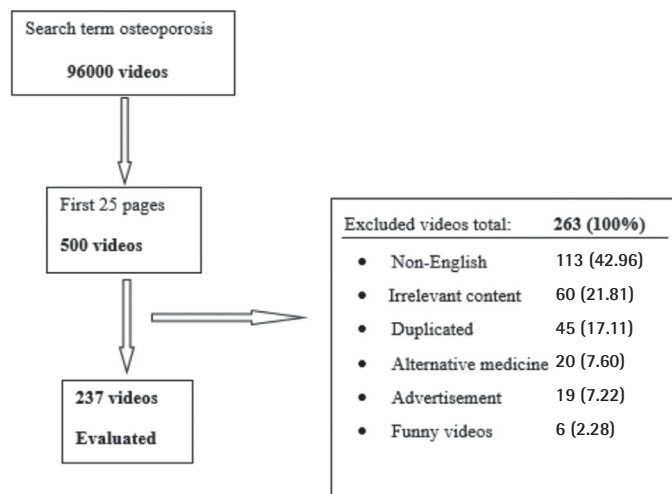 Search term osteoporosis
96000 videos
First 25 pages
500 videos
237 videos
Evaluated
Excluded videos total: 263 (100%)
• Non-English 113 (42.96)
• Irrelevant content 60 (21.81)
• Duplicated 45 (17.11)
• Alternative medicine 20 (7.60)
• Advertisement 19 (7.22)
• Funny videos 6 (2.28)